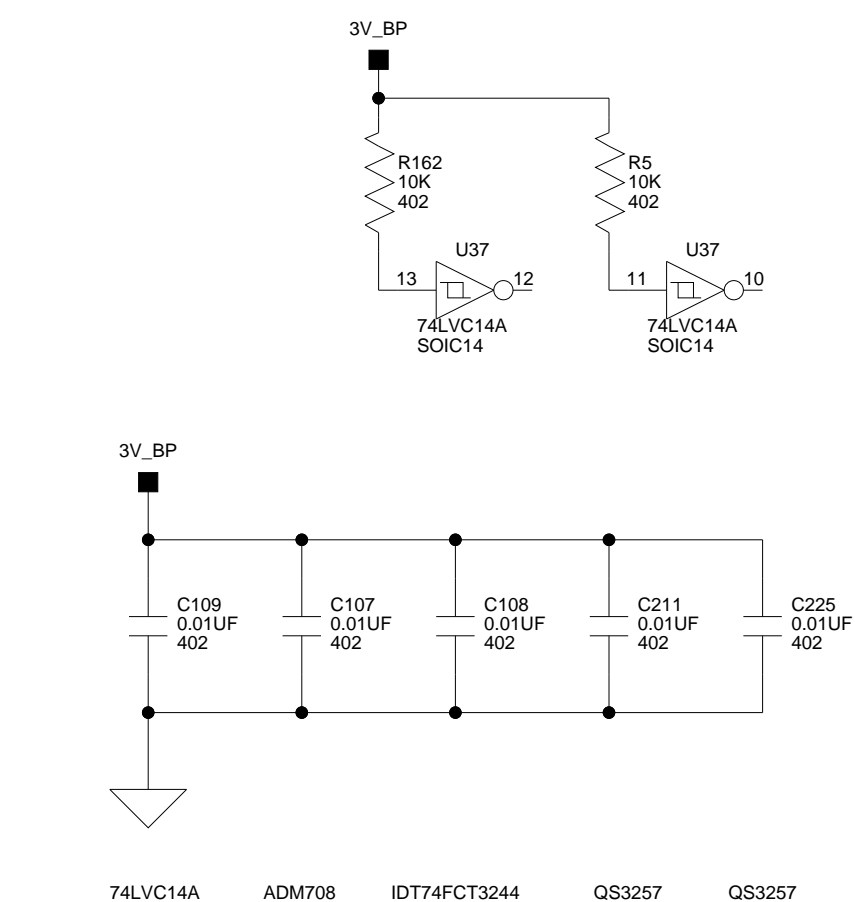 3V_BP
R162
10K
402
R5
10K
402
U37
U37
13
12
11
10
74LVC14A
SOIC14
74LVC14A
SOIC14
3V_BP
C109
0.01UF
402
C107
0.01UF
402
C108
0.01UF
402
C211
0.01UF
402
C225
0.01UF
402
74LVC14A
ADM708
IDT74FCT3244
QS3257
QS3257